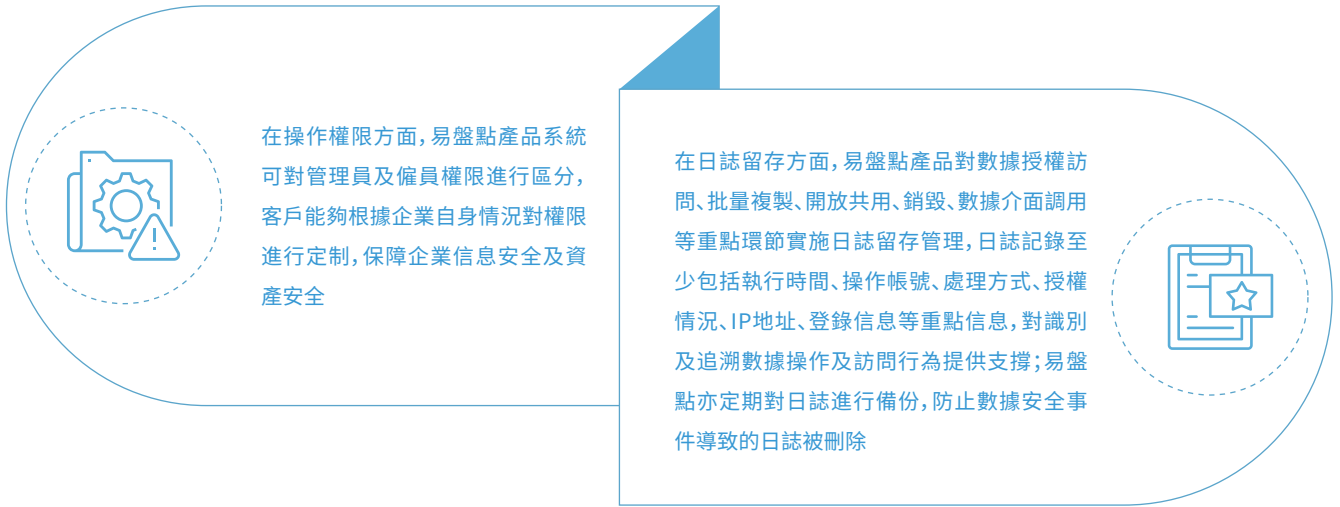 在操作權限方面，易盤點產品系統
可對管理員及僱員權限進行區分，
客戶能夠根據企業自身情況對權限
進行定制，保障企業信息安全及資
產安全
在日誌留存方面，易盤點產品對數據授權訪
問、批量複製、開放共用、銷毀、數據介面調用
等重點環節實施日誌留存管理，日誌記錄至
少包括執行時間、操作帳號、處理方式、授權
情況、IP地址、登錄信息等重點信息，對識別
及追溯數據操作及訪問行為提供支撐；易盤
點亦定期對日誌進行備份，防止數據安全事
件導致的日誌被刪除